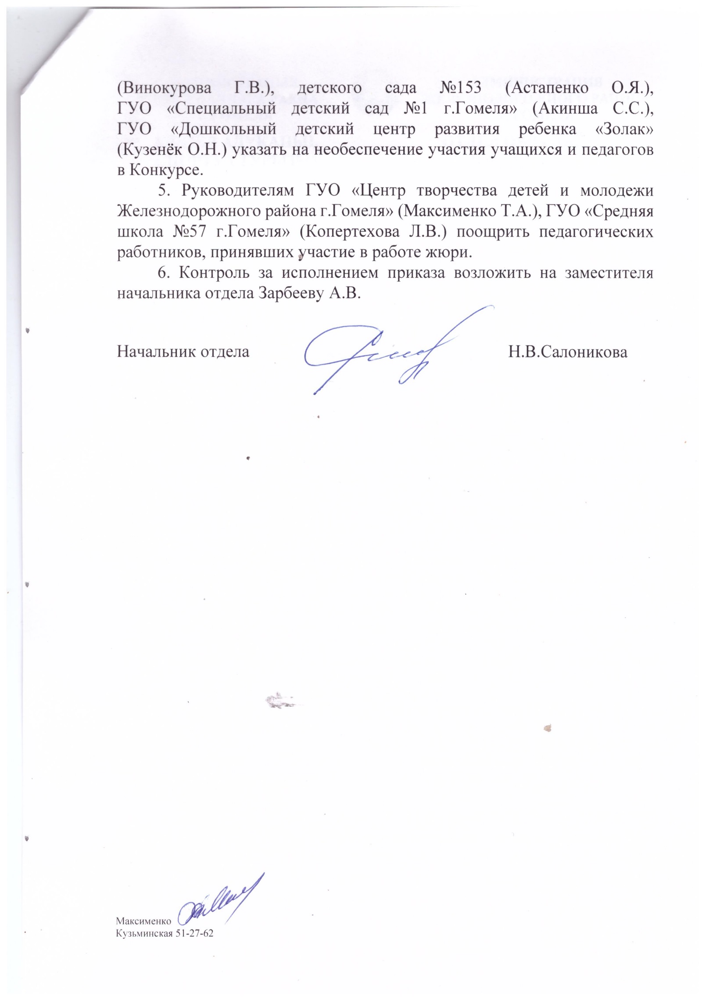 (Винокурова Г.В.), детского сада №153 (Астапенко О.Я.),
ГУО «Специальный детский сад №1 г.Гомеля» (Акинша С.С.),
ГУО «Дошкольный детский центр развития ребенка «Золак»
(Кузенёк О.Н.) указать на необеспечение участия учащихся и педагогов
в Конкурсе.
5. Руководителям ГУО «Центр творчества детей и молодежи
Железнодорожного района г.Гомеля» (Максименко Т.А.), ГУО «Средняя
школа №57 г.Гомеля» (Копертехова Л.В.) поощрить педагогических
работников, принявших участие в работе жюри.
6. Контроль за исполнением приказа возложить на заместителя
начальника отдела Зарбееву А.В.
Начальник отдела Н.В.Салоникова
Максименко
Кузьминская 51-27-62